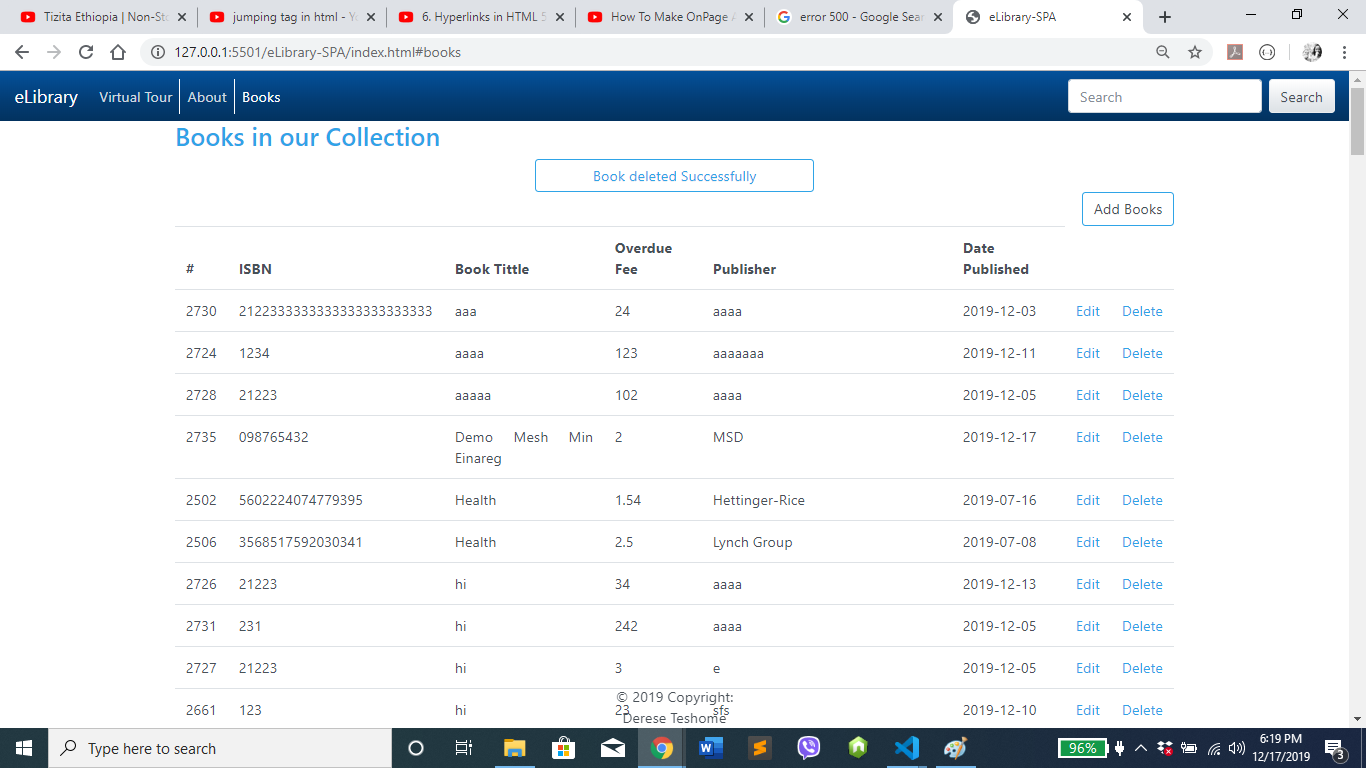 Tizita Ethiopia | Non-Sto
jumping tag in html - Yo
6. Hyperlinks in HTML 5
How To Make OnPage A
error 500 - Google Sear
eLibrary-SPA
127.0.0.1:5501/eLibrary-SPA/index.html#books
eLibrary Virtual Tour About Books Search Search
Books in our Collection
Book deleted Successfully
Add Books
# ISBN Book Tittle Overdue Fee Publisher Date Published
2730 2122333333333333333333333 aaa 24 aaaa 2019-12-03 Edit Delete
2724 1234 aaaa 123 aaaaaaa 2019-12-11 Edit Delete
2728 21223 aaaaa 102 aaaa 2019-12-05 Edit Delete
2735 098765432 Demo Mesh Min Einareg 2 MSD 2019-12-17 Edit Delete
2502 5602224074779395 Health 1.54 Hettinger-Rice 2019-07-16 Edit Delete
2506 3568517592030341 Health 2.5 Lynch Group 2019-07-08 Edit Delete
2726 21223 hi 34 aaaa 2019-12-13 Edit Delete
2731 231 hi 242 aaaa 2019-12-05 Edit Delete
2727 21223 hi 3 e 2019-12-05 Edit Delete
© 2019 Copyright:
2661 123 hi 23 sfs 2019-12-10 Edit Delete
Derese Teshome
Type here to search
96%
6:19 PM
12/17/2019
3